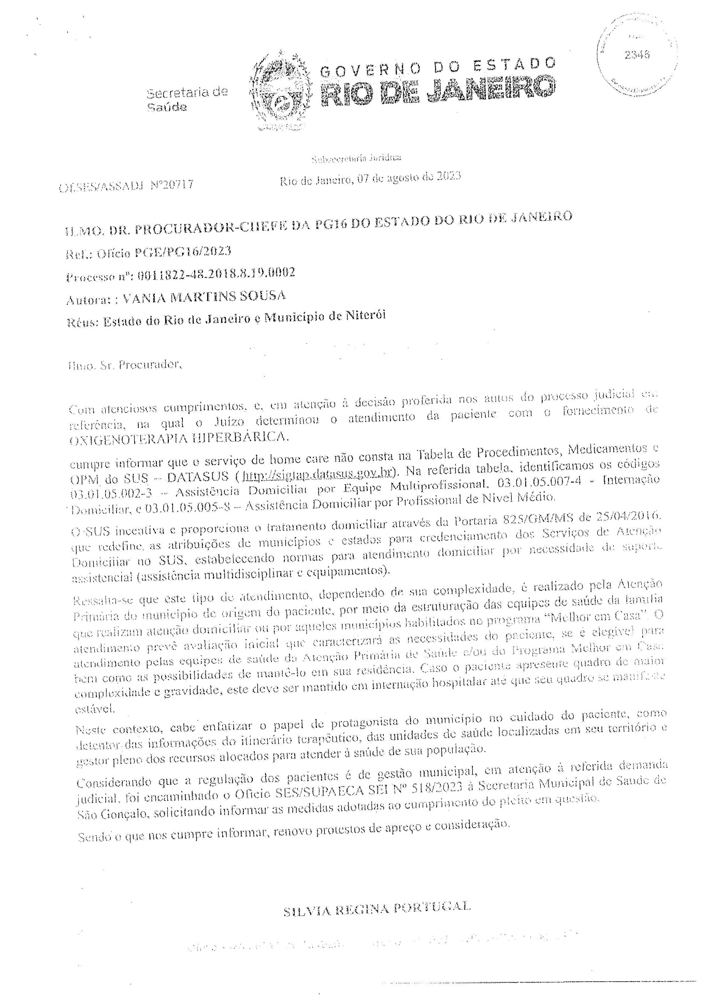 2348
Secretaria de
Saúde
GOVERNO DO ESTADO
RIO DE JANEIRO
Subsecretaria Jurídica
OF.SES/ASSADJ Nº20717
Rio de Janeiro, 07 de agosto de 2023
ILMO. DR. PROCURADOR-CHEFE DA PG16 DO ESTADO DO RIO DE JANEIRO
Ref.: Ofício PGE/PG16/2023
Processo nº: 0011822-48.2018.8.19.0002
Autora: : VANIA MARTINS SOUSA
Réus: Estado do Rio de Janeiro e Município de Niterói
Ilmo. Sr. Procurador,
Com atenciosos cumprimentos, e, em atenção à decisão proferida nos autos do processo judicial em
referência, na qual o Juízo determinou o atendimento da paciente com o fornecimento de
OXIGENOTERAPIA HIPERBÁRICA.
cumpre informar que o serviço de home care não consta na Tabela de Procedimentos, Medicamentos e
OPM do SUS – DATASUS ( http://sigtap.datasus.gov.br). Na referida tabela, identificamos os códigos
03.01.05.002-3 – Assistência Domiciliar por Equipe Multiprofissional, 03.01.05.007-4 - Internação
Domiciliar, e 03.01.05.005-8 – Assistência Domiciliar por Profissional de Nível Médio.
O SUS incentiva e proporciona o tratamento domiciliar através da Portaria 825/GM/MS de 25/04/2016,
que redefine as atribuições de municípios e estados para credenciamento dos Serviços de Atenção
Domiciliar no SUS, estabelecendo normas para atendimento domiciliar por necessidade de suporte
assistencial (assistência multidisciplinar e equipamentos).
Ressalta-se que este tipo de atendimento, dependendo de sua complexidade, é realizado pela Atenção
Primária do município de origem do paciente, por meio da estruturação das equipes de saúde da família
que realizam atenção domiciliar ou por aqueles municípios habilitados no programa “Melhor em Casa”. O
atendimento prevê avaliação inicial que caracterizará as necessidades do paciente, se é elegível para
atendimento pelas equipes de saúde da Atenção Primária de Saúde e/ou do Programa Melhor em Casa,
bem como as possibilidades de mantê-lo em sua residência. Caso o paciente apresente quadro de maior
complexidade e gravidade, este deve ser mantido em internação hospitalar até que seu quadro se manifeste
estável.
Neste contexto, cabe enfatizar o papel de protagonista do município no cuidado do paciente, como
detentor das informações do itinerário terapêutico, das unidades de saúde localizadas em seu território e
gestor pleno dos recursos alocados para atender à saúde de sua população.
Considerando que a regulação dos pacientes é de gestão municipal, em atenção à referida demanda
judicial, foi encaminhado o Ofício SES/SUPAECA SEI Nº 518/2023 à Secretaria Municipal de Saude de
São Gonçalo, solicitando informar as medidas adotadas ao cumprimento do pleito em questão.
Sendo o que nos cumpre informar, renovo protestos de apreço e consideração.
SILVIA REGINA PORTUGAL